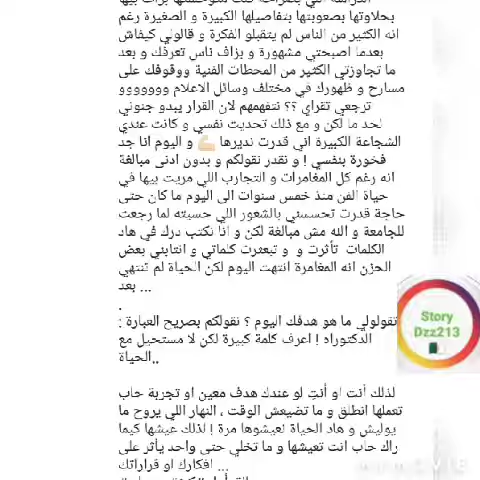 بحلاوتها بصعوبتها بتفاصيلها الكبيرة و الصغيرة رغم
انه الكثير من الناس لم يتقبلو الفكرة و قالولي كيفاش
بعدما اصبحتي مشهورة و بزاف ناس تعرفك و بعد
ما تجاوزتي الكثير من المحطات الفنية ووقوفك على
مسارح و ظهورك في مختلف وسائل الاعلام وووووووو
ترجعي تقراي ؟؟ نتفهمهم لان القرار يبدو جنوني
لحد ما لكن و مع ذلك تحديت نفسي و كانت عندي
الشجاعة الكبيرة اني قدرت نديرها 💪🏻 و اليوم انا جد
فخورة بنفسي ! و نقدر نقولكم و بدون ادنى مبالغة
انه رغم كل المغامرات و التجارب اللي مريت بيها في
حياة الفن منذ خمس سنوات الى اليوم ما كان حتى
حاجة قدرت تحسسني بالشعور اللي حسيته لما رجعت
للجامعة و الله مش مبالغة لكن و انا نكتب درك في هاد
الكلمات تأثرت و و تبعثرت كلماتي و انتابني بعض
الحزن انه المغامرة انتهت اليوم لكن الحياة لم تنتهي
بعد ...
.
تقولولي ما هو هدفك اليوم ؟ نقولكم بصريح العبارة :
الدكتوراه ! اعرف كلمة كبيرة لكن لا مستحيل مع
الحياة..
لذلك أنت او أنتِ لو عندك هدف معين او تجربة حاب
تعملها انطلق و ما تضيعش الوقت ، النهار اللي يروح ما
يوليش و هاد الحياة نعيشوها مرة ! لذلك عيشها كيما
راك حاب انت تعيشها و ما تخلي حتى واحد يأثر على
افكارك او قراراتك ...
Story
Dzz213